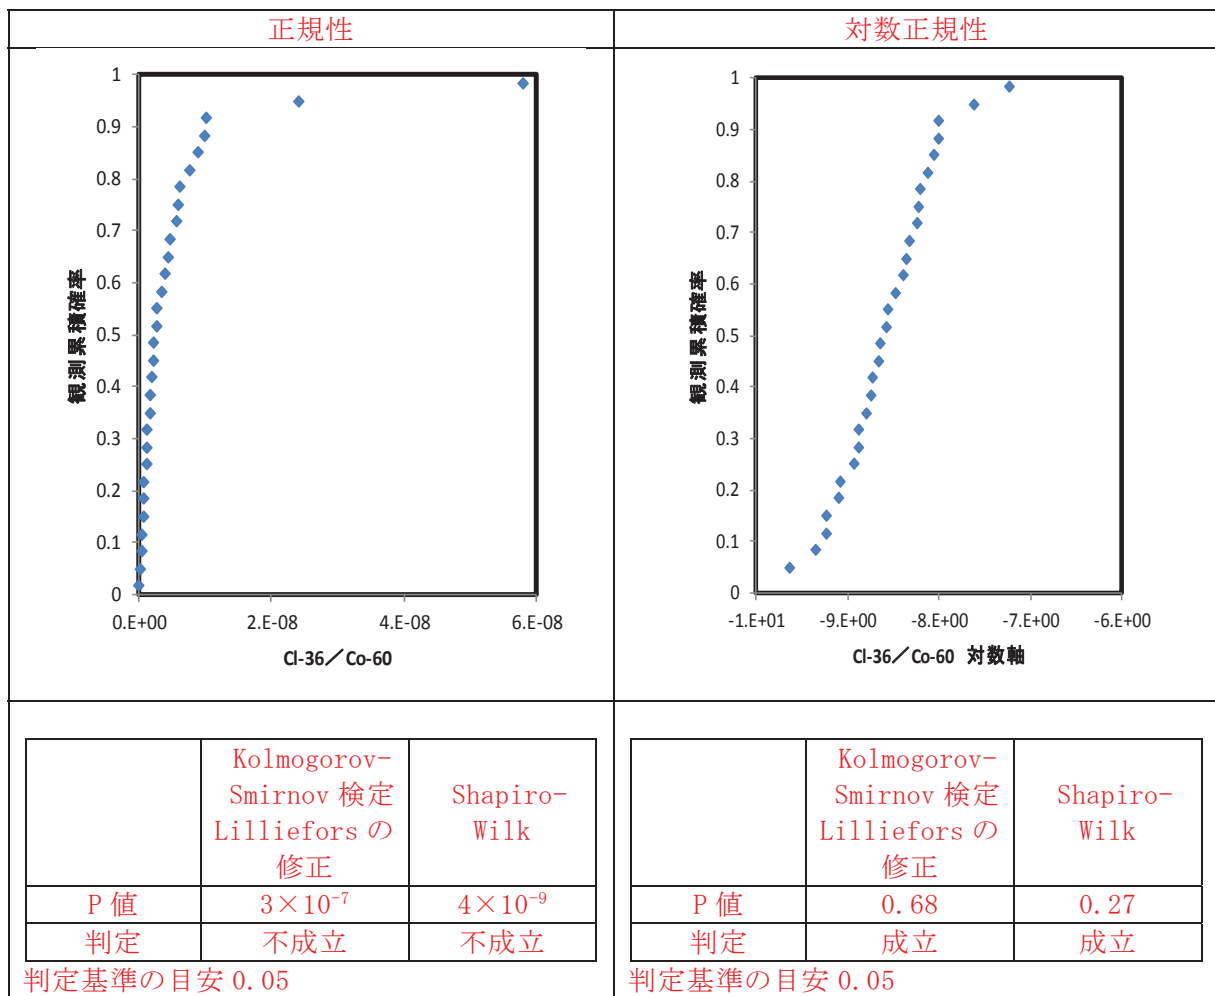 正規性
対数正規性
1
0.9
0.8
0.7
0.6
0.5
0.4
0.3
0.2
0.1
0
観測累積確率
0.E+00 2.E-08 4.E-08 6.E-08
Cl-36／Co-60
1
0.9
0.8
0.7
0.6
0.5
0.4
0.3
0.2
0.1
0
観測累積確率
-1.E+01 -9.E+00 -8.E+00 -7.E+00 -6.E+00
Cl-36／Co-60 対数軸
Kolmogorov-
Smirnov 検定
Lilliefors の
修正
Shapiro-
Wilk
P 値 3×10⁻⁷ 4×10⁻⁹
判定 不成立 不成立
判定基準の目安 0.05
Kolmogorov-
Smirnov 検定
Lilliefors の
修正
Shapiro-
Wilk
P 値 0.68 0.27
判定 成立 成立
判定基準の目安 0.05